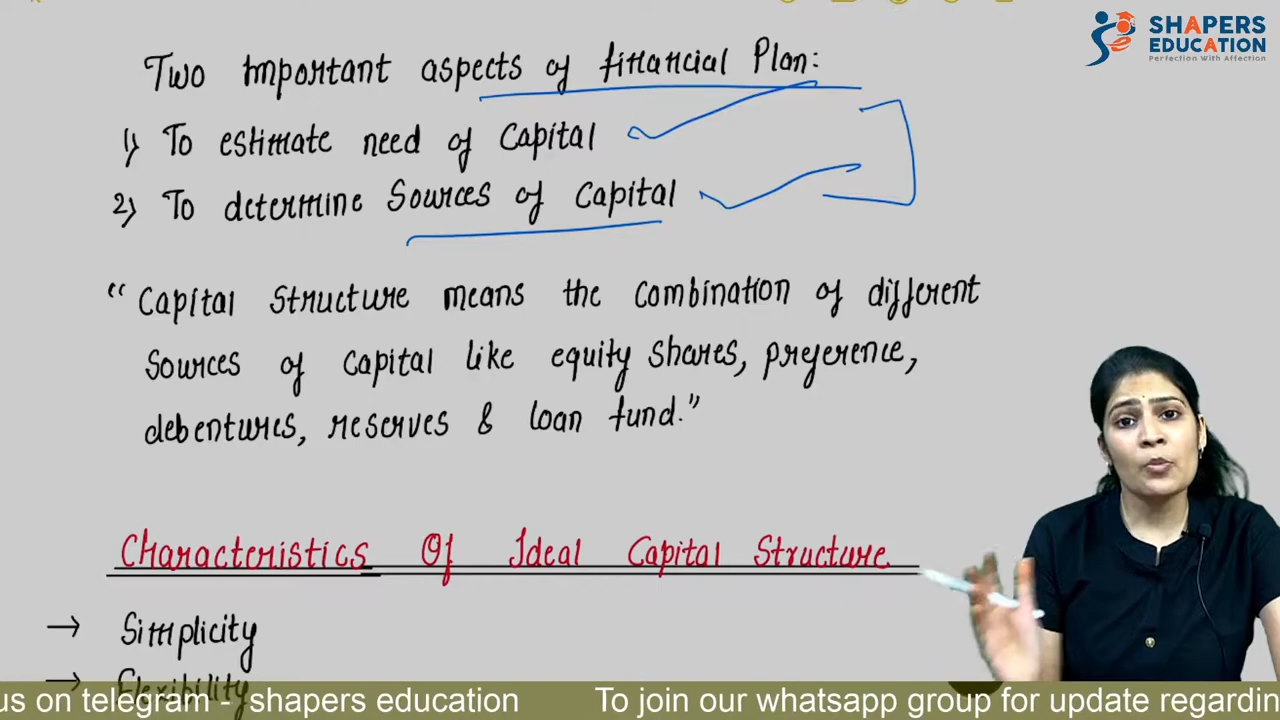 SHAPERS
EDUCATION
Perfection With Affection
Two Important aspects of financial Plan:
1) To estimate need of Capital
2) To determine Sources of Capital
“Capital Structure means the combination of different
Sources of Capital like equity shares, preference,
debentures, reserves & loan fund.”
Characteristics Of Ideal Capital Structure
→ Simplicity
→ Flexibility
us on telegram - shapers education To join our whatsapp group for update regardin